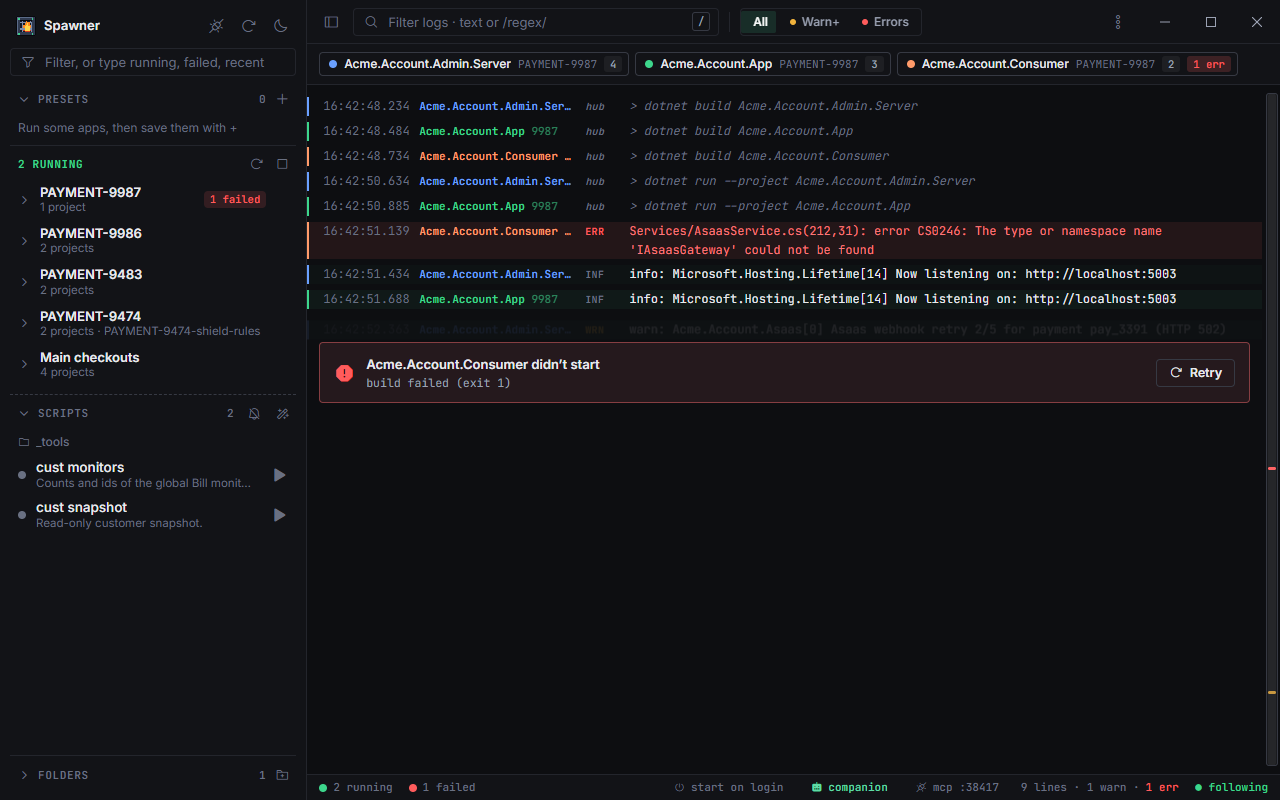 Spawner
Filter, or type running, failed, recent
PRESETS 0
Run some apps, then save them with +
2 RUNNING
PAYMENT-9987
1 project
1 failed
PAYMENT-9986
2 projects
PAYMENT-9483
2 projects
PAYMENT-9474
2 projects · PAYMENT-9474-shield-rules
Main checkouts
4 projects
SCRIPTS 2
_tools
cust monitors
Counts and ids of the global Bill monit…
cust snapshot
Read-only customer snapshot.
FOLDERS 1
Filter logs · text or /regex/ /
All Warn+ Errors
Acme.Account.Admin.Server PAYMENT-9987 4
Acme.Account.App PAYMENT-9987 3
Acme.Account.Consumer PAYMENT-9987 2 1 err
16:42:48.234 Acme.Account.Admin.Ser… hub > dotnet build Acme.Account.Admin.Server
16:42:48.484 Acme.Account.App 9987 hub > dotnet build Acme.Account.App
16:42:48.734 Acme.Account.Consumer … hub > dotnet build Acme.Account.Consumer
16:42:50.634 Acme.Account.Admin.Ser… hub > dotnet run --project Acme.Account.Admin.Server
16:42:50.885 Acme.Account.App 9987 hub > dotnet run --project Acme.Account.App
16:42:51.139 Acme.Account.Consumer … ERR Services/AsaasService.cs(212,31): error CS0246: The type or namespace name
'IAsaasGateway' could not be found
16:42:51.434 Acme.Account.Admin.Ser… INF info: Microsoft.Hosting.Lifetime[14] Now listening on: http://localhost:5003
16:42:51.688 Acme.Account.App 9987 INF info: Microsoft.Hosting.Lifetime[14] Now listening on: http://localhost:5003
Acme.Account.Admin.Ser… warn: Acme.Account.Asaas[0] Asaas webhook retry 2/5 for payment pay_3391 (HTTP 502)
Acme.Account.Consumer didn't start
build failed (exit 1)
Retry
2 running 1 failed
start on login companion mcp :38417 9 lines · 1 warn · 1 err following